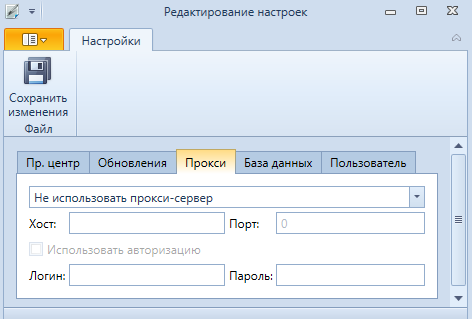 Редактирование настроек
Настройки
Сохранить
изменения
Файл
Пр. центр Обновления Прокси База данных Пользователь
Не использовать прокси-сервер
Хост: Порт: 0
Использовать авторизацию
Логин: Пароль: